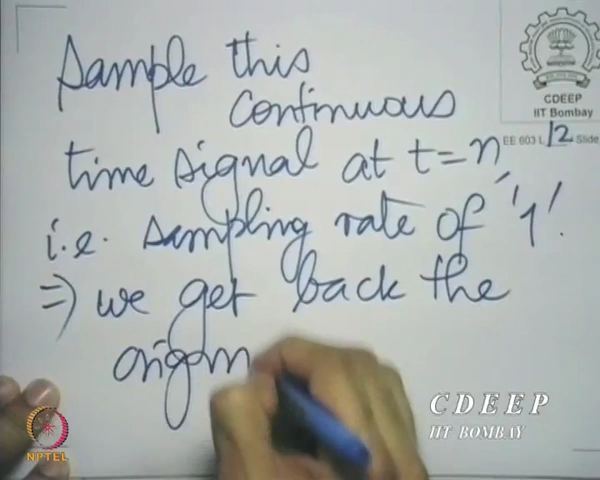 Sample this
continuous
time signal at t=n,
i.e. sampling rate of '1'.
⇒ we get back the
origin
CDEEP
IIT Bombay
EE 603 L 12 Slide
CDEEP
IIT BOMBAY
NPTEL